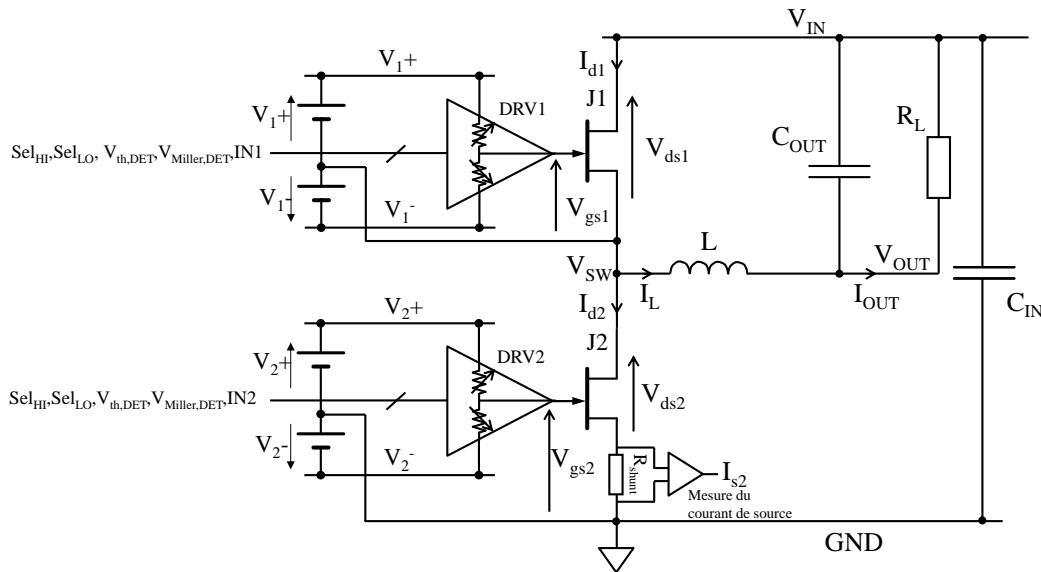 V_IN
I_d1
V_1+
DRV1
J1
V_1+
R_L
C_OUT
V_ds1
Sel_HI,Sel_LO, V_th,DET,V_Miller,DET,IN1
V_1-
V_1-
V_gs1
L
V_OUT
V_SW
I_L
I_OUT
C_IN
I_d2
V_2+
J2
DRV2
V_2+
V_ds2
Sel_HI,Sel_LO,V_th,DET,V_Miller,DET,IN2
V_2-
V_2-
V_gs2
R_shunt
I_s2
Mesure du
courant de source
GND